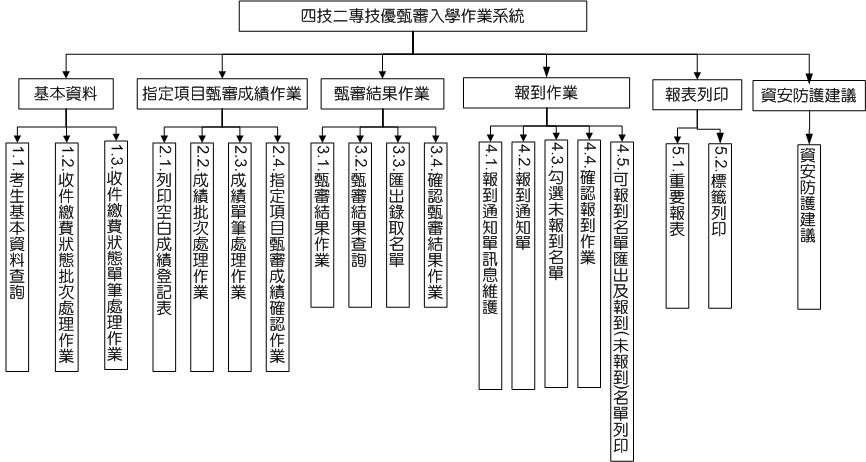 四技二專技優甄審入學作業系統
基本資料
指定項目甄審成績作業
甄審結果作業
報到作業
報表列印
資安防護建議
1.1.考生基本資料查詢
1.2.收件繳費狀態批次處理作業
1.3.收件繳費狀態單筆處理作業
2.1.列印空白成績登記表
2.2.成績批次處理作業
2.3.成績單筆處理作業
2.4.指定項目甄審成績確認作業
3.1.甄審結果作業
3.2.甄審結果查詢
3.3.匯出錄取名單
3.4.確認甄審結果作業
4.1.報到通知單訊息維護
4.2.報到通知單
4.3.勾選未報到名單
4.4.確認報到作業
4.5.可報到名單匯出及報到(未報到)名單列印
5.1.重要報表
5.2.標籤列印
資安防護建議